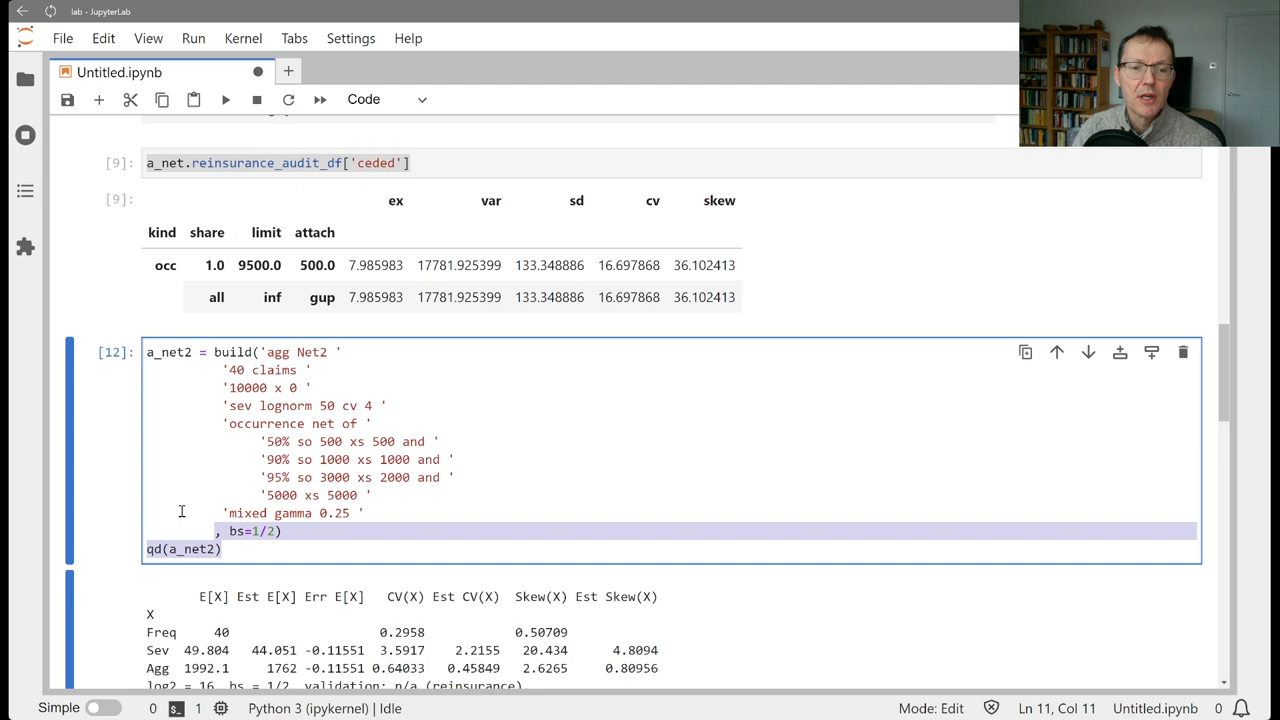 lab - JupyterLab
File Edit View Run Kernel Tabs Settings Help
Untitled.ipynb
Code
[9]: a_net.reinsurance_audit_df['ceded']
[9]: ex var sd cv skew
kind share limit attach
occ 1.0 9500.0 500.0 7.985983 17781.925399 133.348886 16.697868 36.102413
all inf gup 7.985983 17781.925399 133.348886 16.697868 36.102413
[12]: a_net2 = build('agg Net2 '
'40 claims '
'10000 x 0 '
'sev lognorm 50 cv 4 '
'occurrence net of '
'50% so 500 xs 500 and '
'90% so 1000 xs 1000 and '
'95% so 3000 xs 2000 and '
'5000 xs 5000 '
'mixed gamma 0.25 '
, bs=1/2)
qd(a_net2)
E[X] Est E[X] Err E[X] CV(X) Est CV(X) Skew(X) Est Skew(X)
X
Freq 40 0.2958 0.50709
Sev 49.804 44.051 -0.11551 3.5917 2.2155 20.434 4.8094
Agg 1992.1 1762 -0.11551 0.64033 0.45849 2.6265 0.80956
log2 = 16, bs = 1/2, validation: n/a (reinsurance).
Simple 0 1 Python 3 (ipykernel) | Idle Mode: Edit Ln 11, Col 11 Untitled.ipynb 0